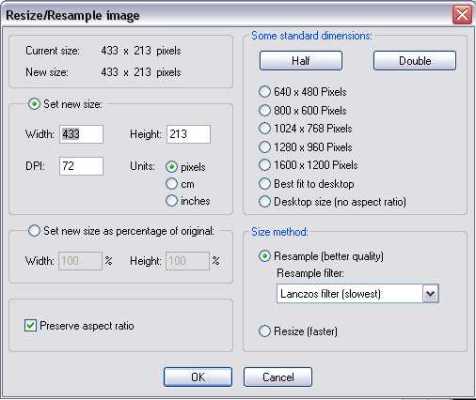 Resize/Resample image
Current size: 433 x 213 pixels
New size: 433 x 213 pixels
Set new size:
Width: 433 Height: 213
DPI: 72 Units: pixels
cm
inches
Set new size as percentage of original:
Width: 100 % Height: 100 %
Preserve aspect ratio
Some standard dimensions:
Half Double
640 x 480 Pixels
800 x 600 Pixels
1024 x 768 Pixels
1280 x 960 Pixels
1600 x 1200 Pixels
Best fit to desktop
Desktop size (no aspect ratio)
Size method:
Resample (better quality)
Resample filter:
Lanczos filter (slowest)
Resize (faster)
OK Cancel